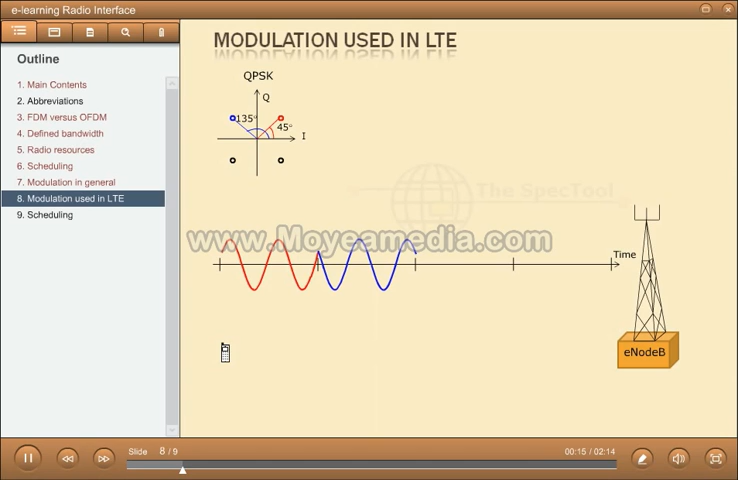 e-learning Radio Interface
Outline
1. Main Contents
2. Abbreviations
3. FDM versus OFDM
4. Defined bandwidth
5. Radio resources
6. Scheduling
7. Modulation in general
8. Modulation used in LTE
9. Scheduling
MODULATION USED IN LTE
QPSK
Q
135°
45°
I
The SpecTool
www.Moyeamedia.com
Time
eNodeB
Slide 8 / 9
00:15 / 02:14